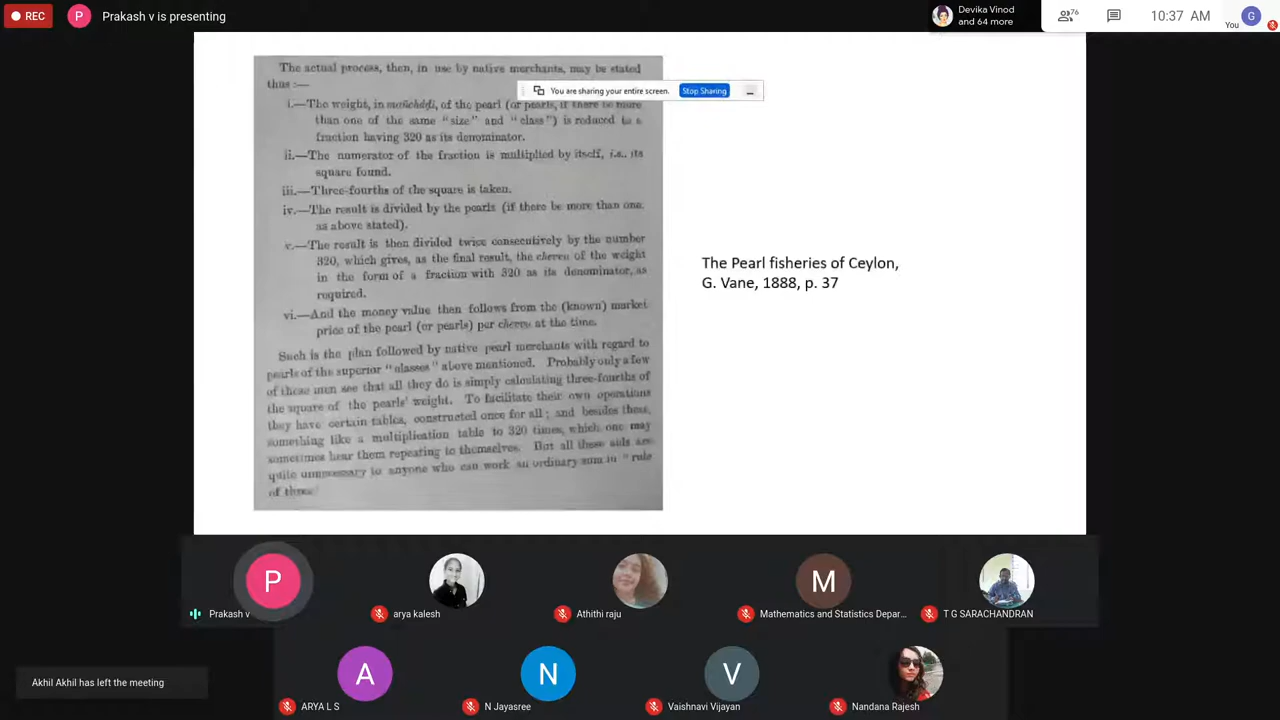 REC
P
Prakash v is presenting
Devika Vinod
and 64 more
76
10:37 AM
You
G
The actual process, then, in use by native merchants, may be stated
thus :—
You are sharing your entire screen.
Stop Sharing
i.—The weight, in of the pearl (or pearls, if there be more
than one of the same "size" and "class") is reduced to a
fraction having 320 as its denominator.
ii.—The numerator of the fraction is multiplied by itself, i.e., its
square found.
iii.—Three-fourths of the square is taken.
iv.—The result is divided by the pearls (if there be more than one,
as above stated).
v.—The result is then divided twice consecutively by the number
320, which gives, as the final result, the chevvu of the weight
in the form of a fraction with 320 as its denominator, as
required.
vi.—And the money value then follows from the (known) market
price of the pearl (or pearls) per chevvu at the time.
Such is the plan followed by native pearl merchants with regard to
pearls of the superior "classes" above mentioned. Probably only a few
of these men see that all they do is simply calculating three-fourths of
the square of the pearls' weight. To facilitate their own operations
they have certain tables, constructed once for all; and besides these,
something like a multiplication table to 320 times, which one may
sometimes hear them repeating to themselves. But all these aids are
quite unnecessary to anyone who can work an ordinary sum in "rule
of three
The Pearl fisheries of Ceylon,
G. Vane, 1888, p. 37
P
Prakash v
arya kalesh
Athithi raju
M
Mathematics and Statistics Depar...
T G SARACHANDRAN
Akhil Akhil has left the meeting
A
ARYA L S
N
N Jayasree
V
Vaishnavi Vijayan
Nandana Rajesh